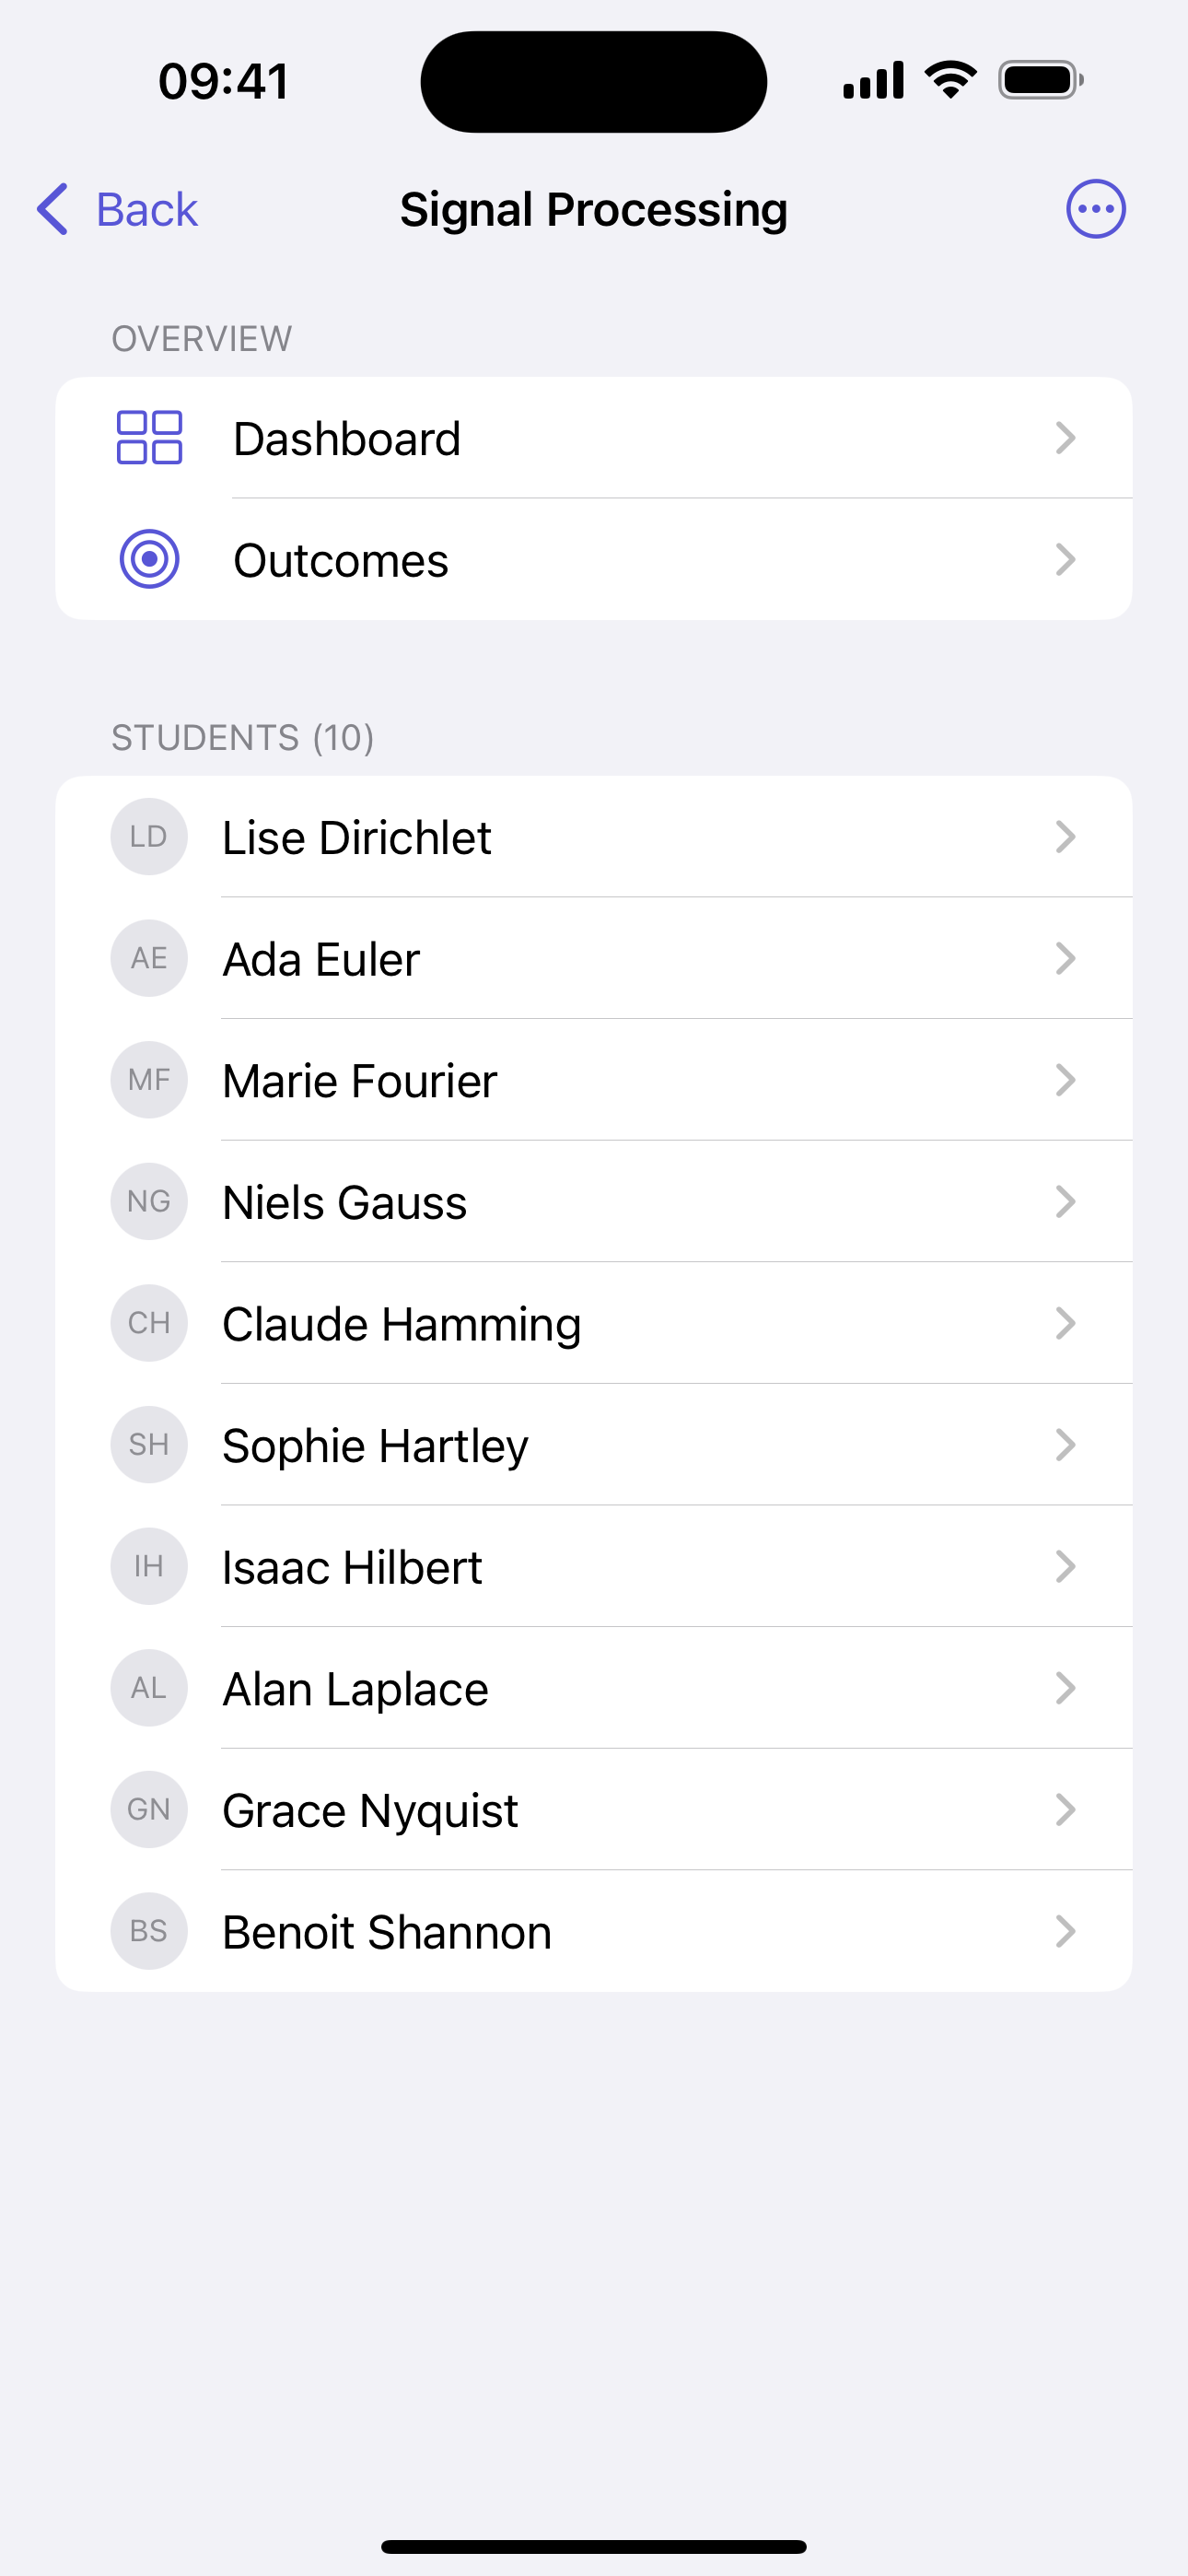 09:41
Back
Signal Processing
OVERVIEW
Dashboard
Outcomes
STUDENTS (10)
LD Lise Dirichlet
AE Ada Euler
MF Marie Fourier
NG Niels Gauss
CH Claude Hamming
SH Sophie Hartley
IH Isaac Hilbert
AL Alan Laplace
GN Grace Nyquist
BS Benoit Shannon